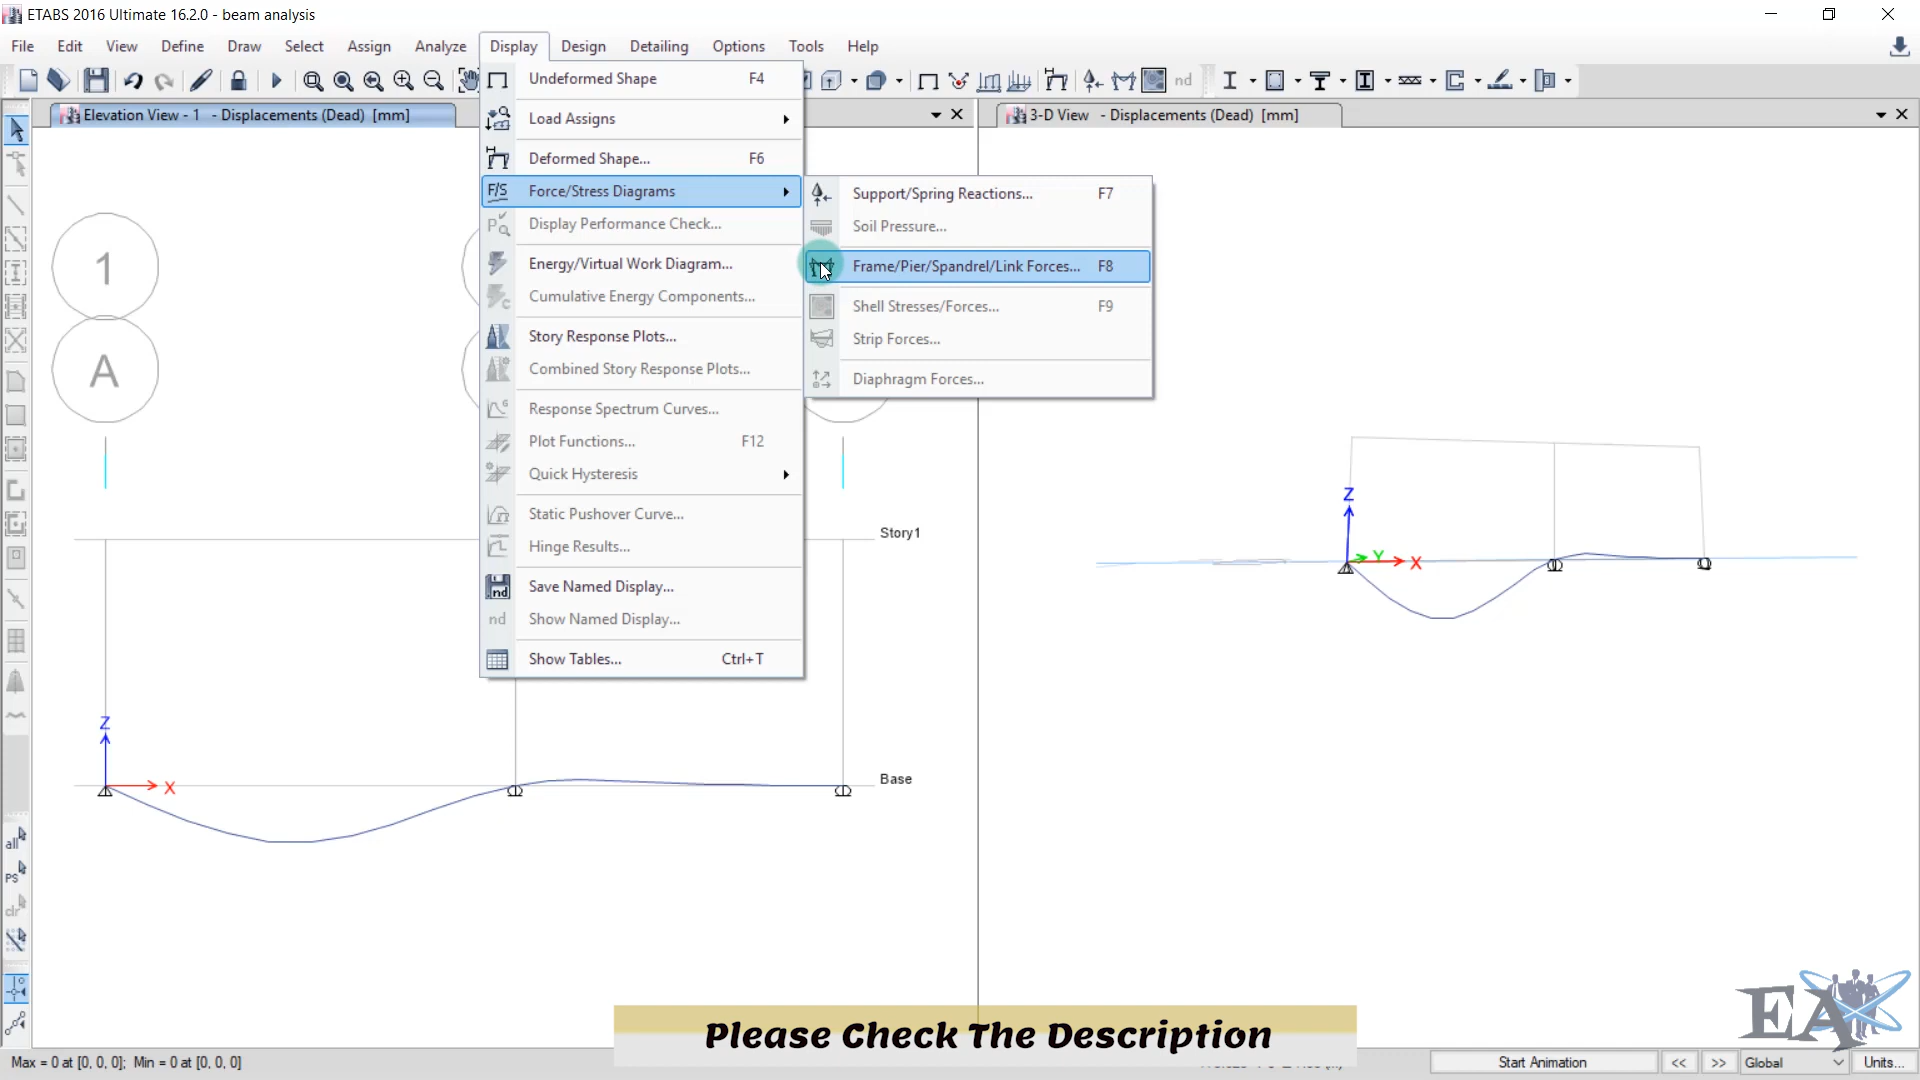 ETABS 2016 Ultimate 16.2.0 - beam analysis
File Edit View Define Draw Select Assign Analyze Display Design Detailing Options Tools Help
nd
Elevation View - 1 - Displacements (Dead) [mm]
3-D View - Displacements (Dead) [mm]
Undeformed Shape F4
Load Assigns
Deformed Shape... F6
F/S Force/Stress Diagrams
Display Performance Check...
Energy/Virtual Work Diagram...
Cumulative Energy Components...
Story Response Plots...
Combined Story Response Plots...
Response Spectrum Curves...
Plot Functions... F12
Quick Hysteresis
Static Pushover Curve...
Hinge Results...
Save Named Display...
nd Show Named Display...
Show Tables... Ctrl+T
Support/Spring Reactions... F7
Soil Pressure...
Frame/Pier/Spandrel/Link Forces... F8
Shell Stresses/Forces... F9
Strip Forces...
Diaphragm Forces...
1
A
Story1
Base
Z
X
Z
Y
X
all
PS
clr
Please Check The Description
EA
Max = 0 at [0, 0, 0]; Min = 0 at [0, 0, 0]
Start Animation << >> Global Units...